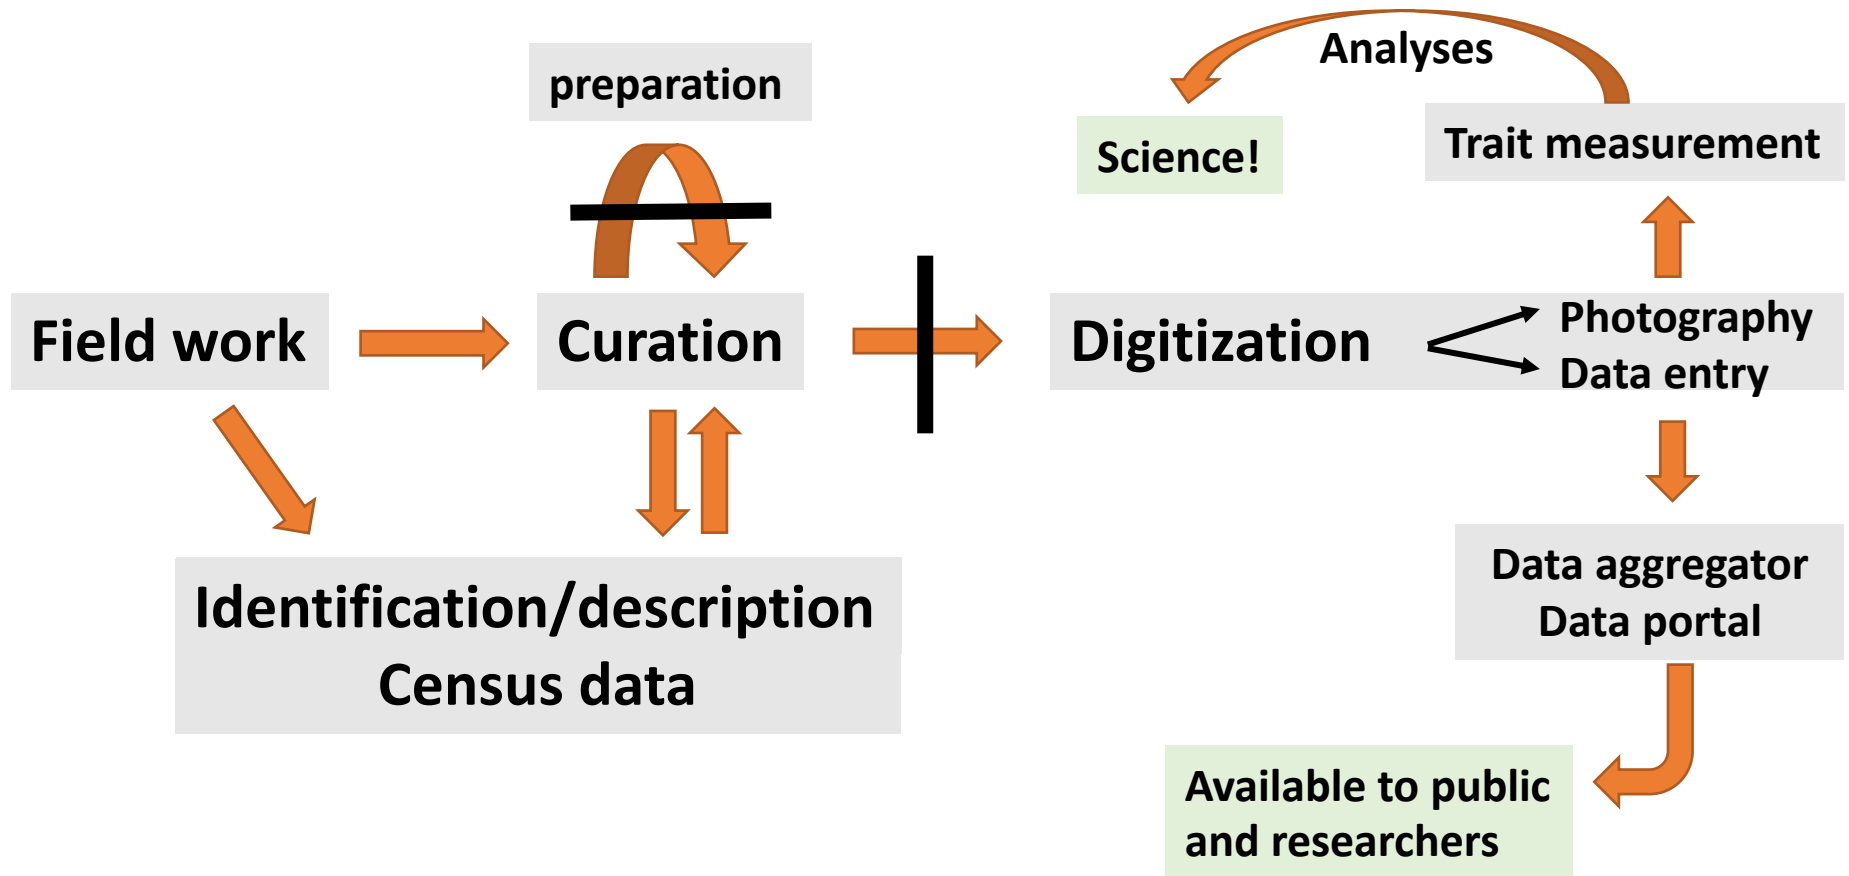 preparation
Analyses
Science!
Trait measurement
Field work
Curation
Digitization
Photography
Data entry
Identification/description
Census data
Data aggregator
Data portal
Available to public
and researchers